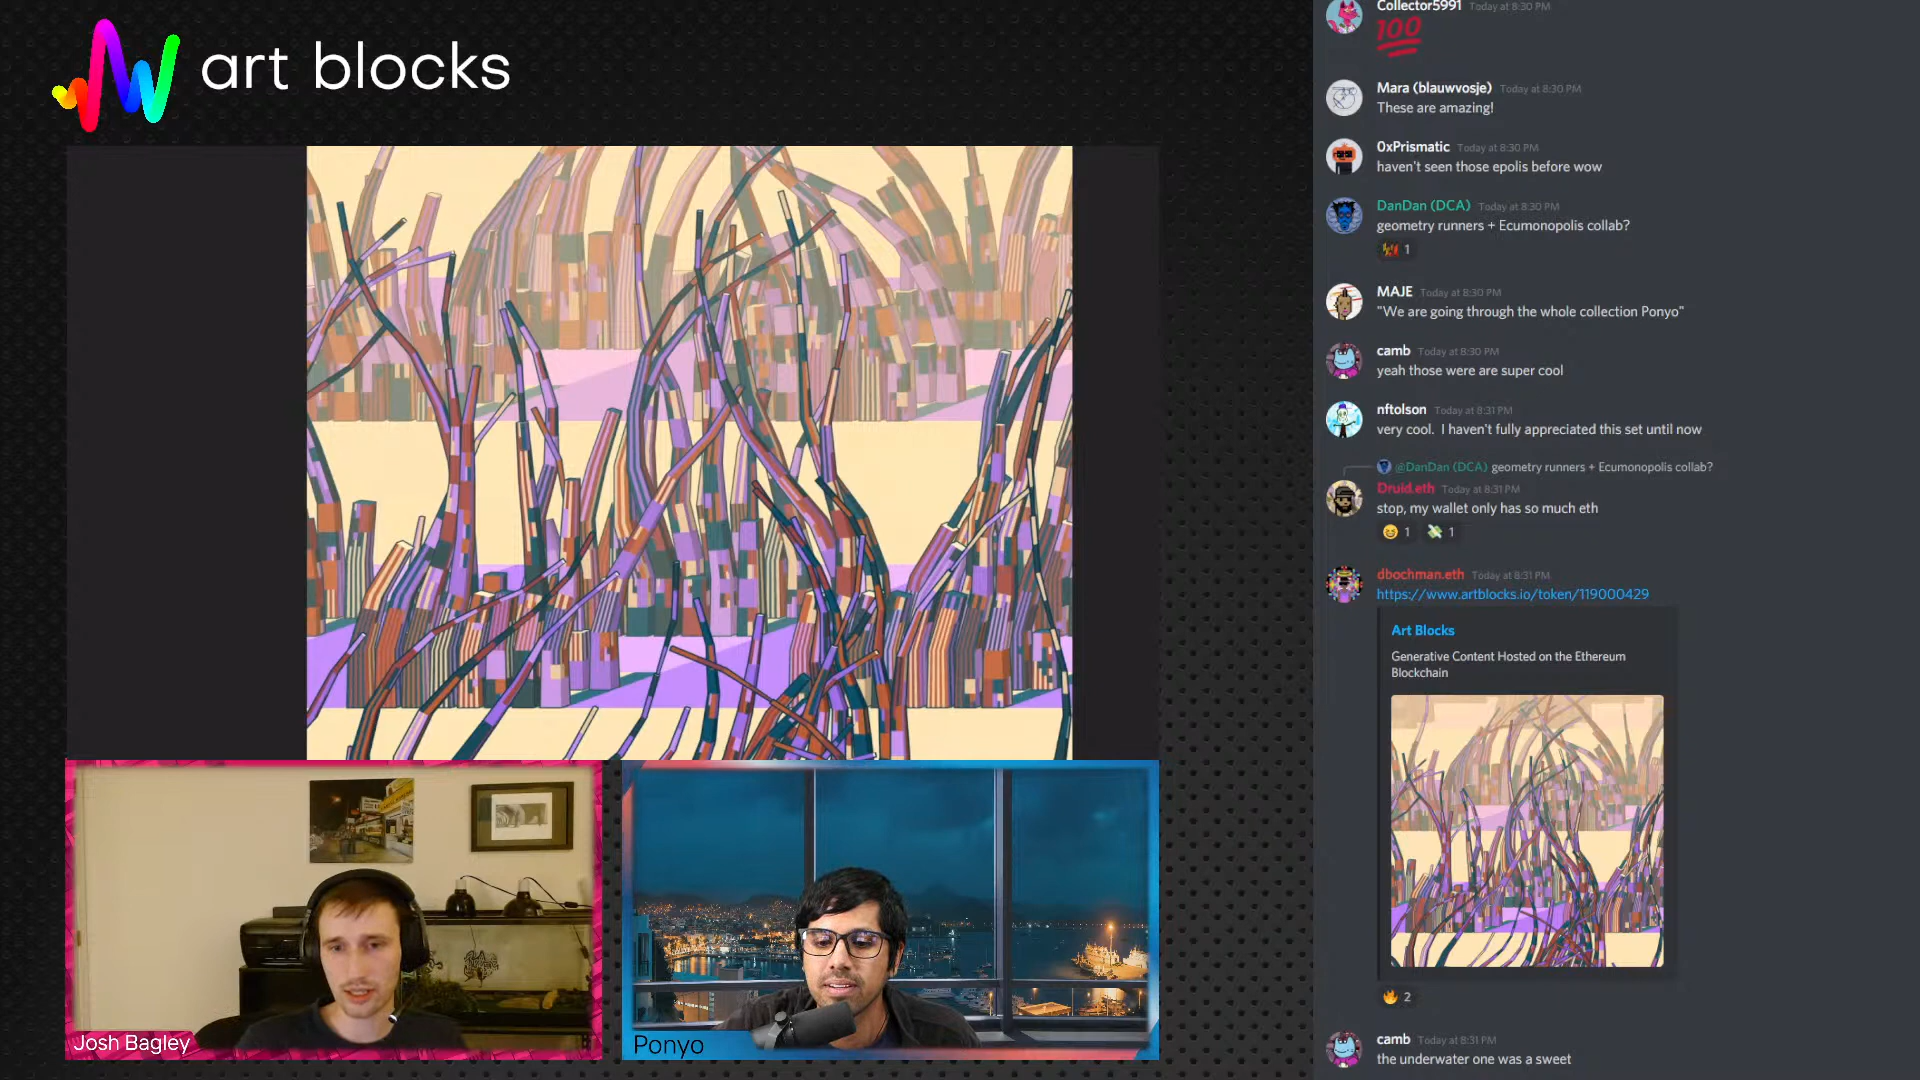 art blocks
Collector5991 Today at 8:30 PM
100
Mara (blauwvosje) Today at 8:30 PM
These are amazing!
0xPrismatic Today at 8:30 PM
haven't seen those epolis before wow
DanDan (DCA) Today at 8:30 PM
geometry runners + Ecumonopolis collab?
1
MAJE Today at 8:30 PM
"We are going through the whole collection Ponyo"
camb Today at 8:30 PM
yeah those were are super cool
nftolson Today at 8:31 PM
very cool. I haven't fully appreciated this set until now
@DanDan (DCA) geometry runners + Ecumonopolis collab?
Druid.eth Today at 8:31 PM
stop, my wallet only has so much eth
1 1
dbochman.eth Today at 8:31 PM
https://www.artblocks.io/token/119000429
Art Blocks
Generative Content Hosted on the Ethereum
Blockchain
2
camb Today at 8:31 PM
the underwater one was a sweet
Josh Bagley
Ponyo